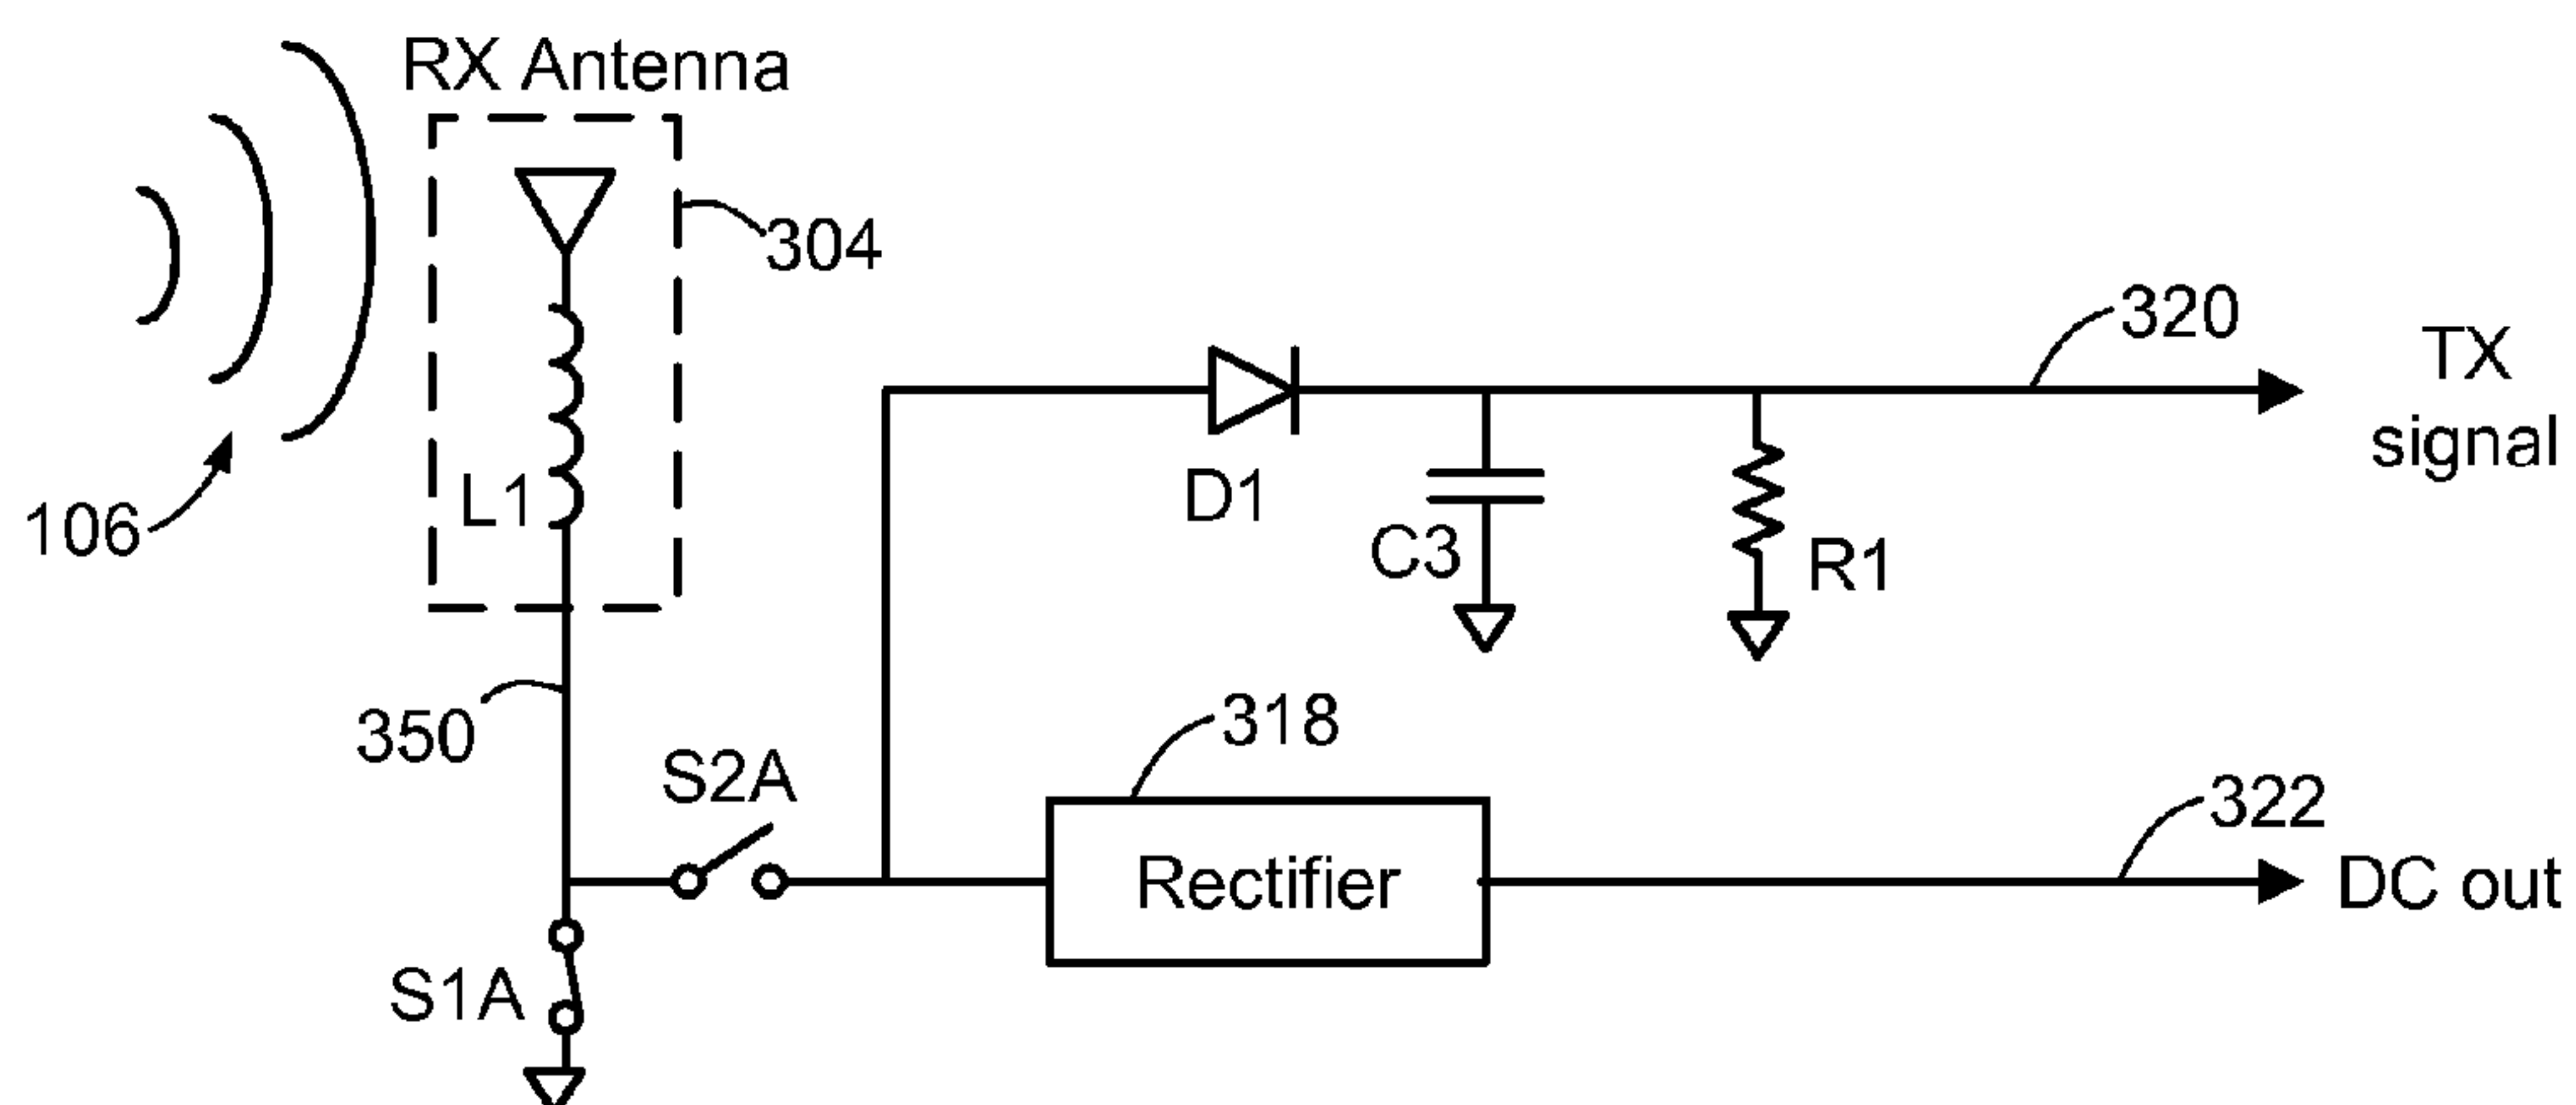 RX Antenna
304
106
L1
350
S2A
S1A
D1
C3
R1
320
TX
signal
318
Rectifier
322
DC out